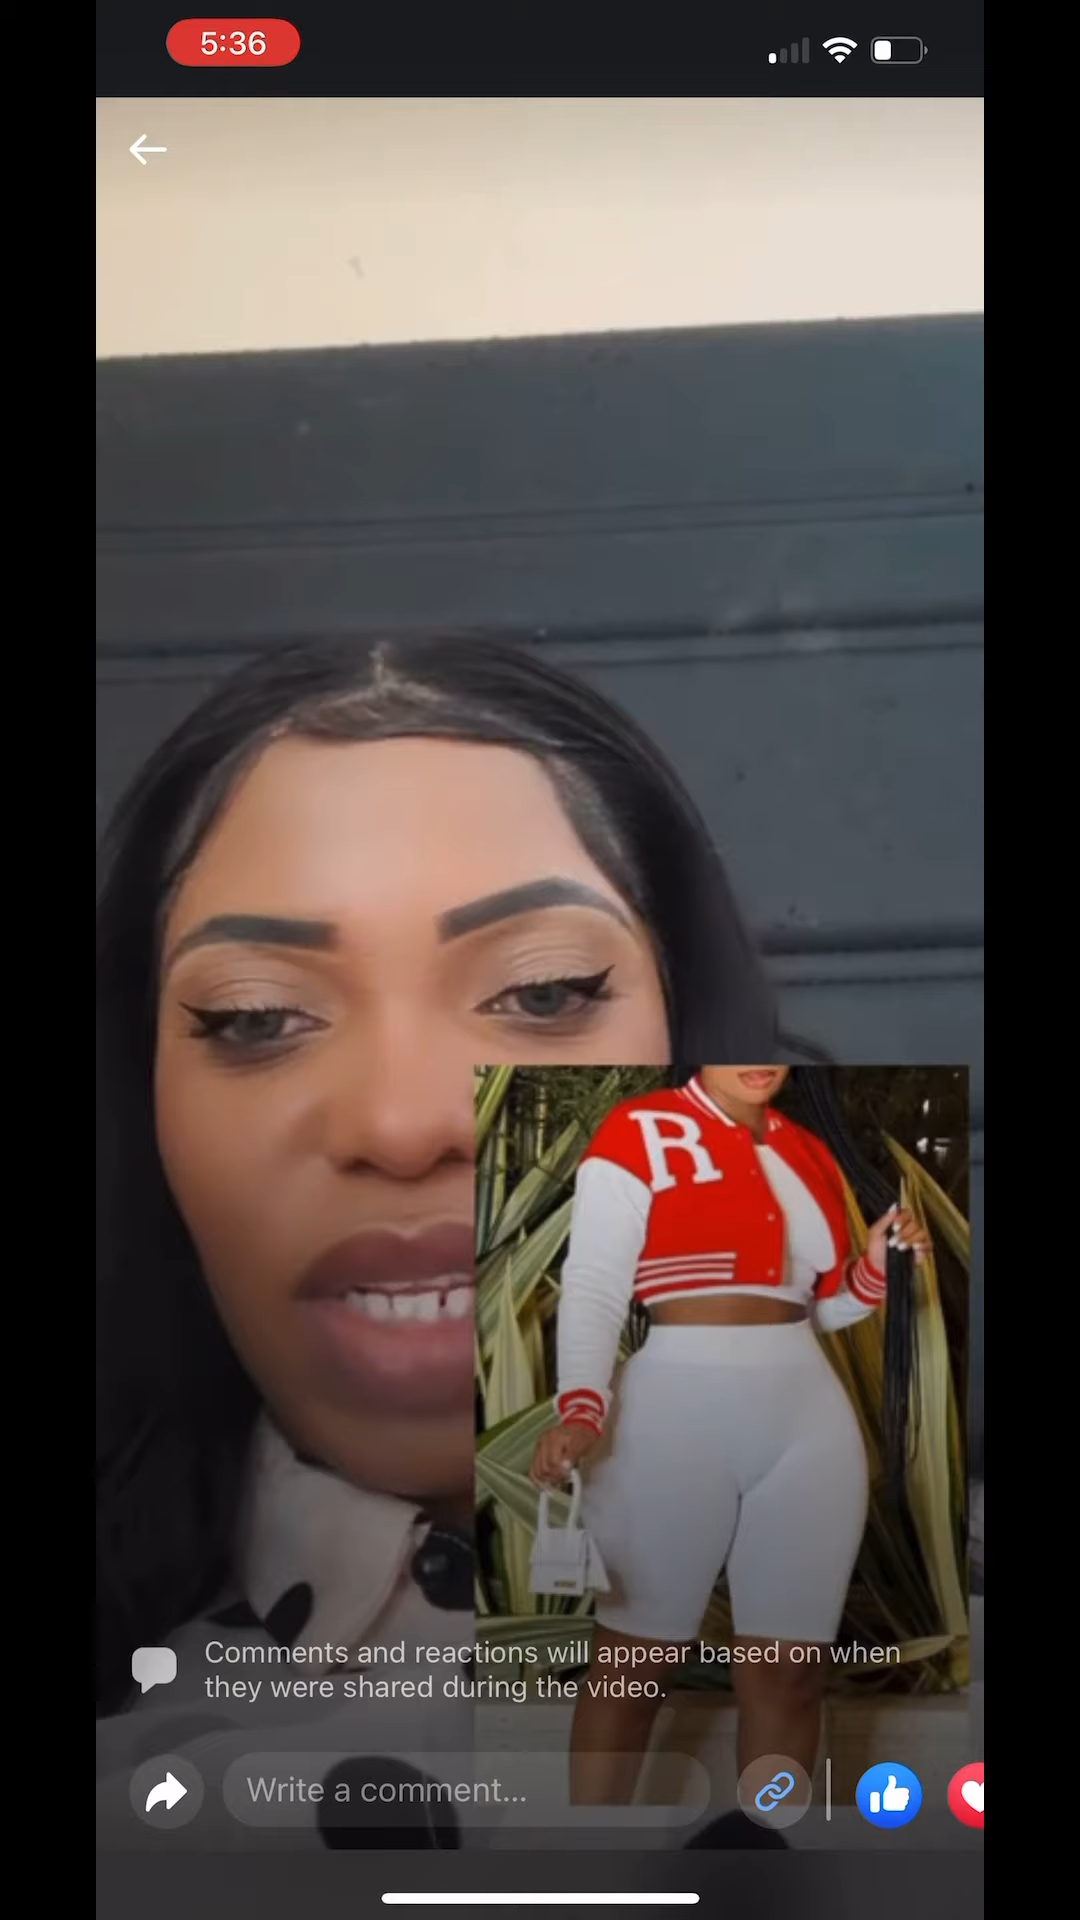 5:36
R
Comments and reactions will appear based on when
they were shared during the video.
Write a comment...